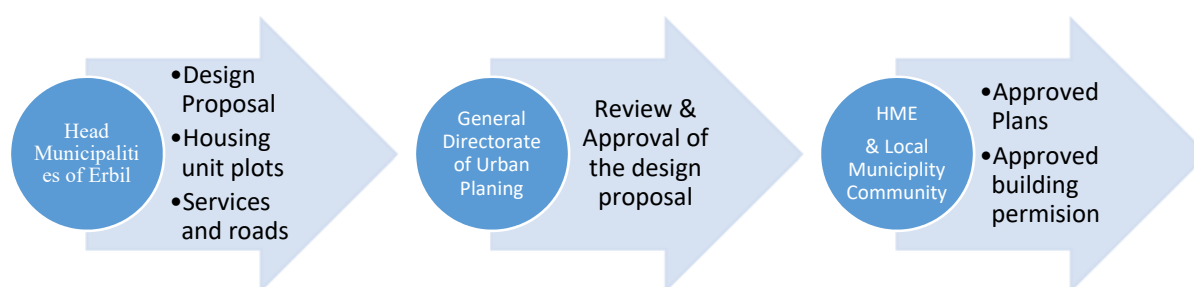 Head
Municipaliti
es of Erbil
•Design
Proposal
•Housing
unit plots
•Services
and roads
General
Directorate
of Urban
Planing
Review &
Approval of
the design
proposal
HME
& Local
Municiplity
Community
•Approved
Plans
•Approved
building
permision